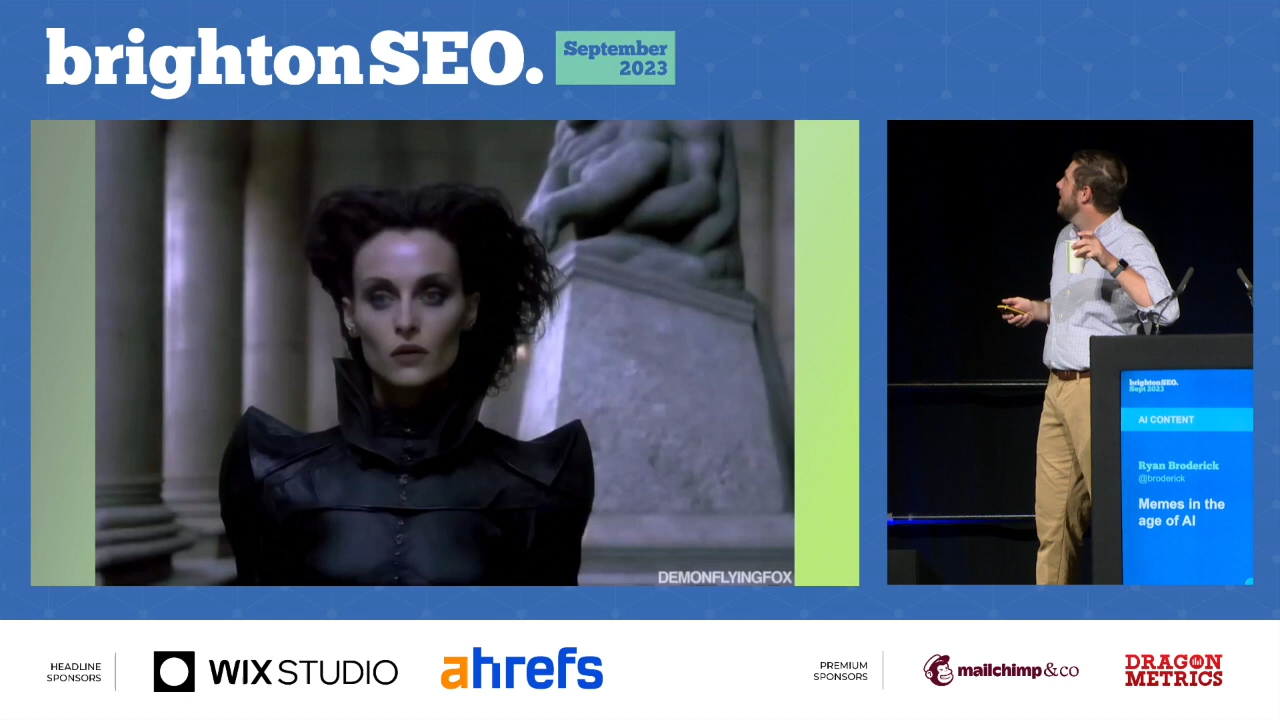 brightonSEO.
September
2023
DEMONFLYINGFOX
brightonSEO.
Sept 2023
AI CONTENT
Ryan Broderick
@broderick
Memes in the
age of AI
HEADLINE
SPONSORS
WIX STUDIO
ahrefs
PREMIUM
SPONSORS
mailchimp&co
DRAGON
METRICS